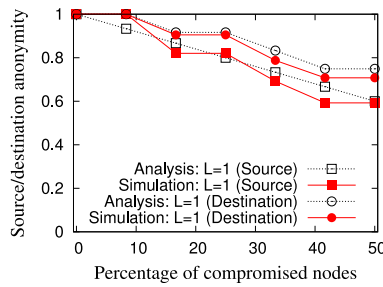 Source/destination anonymity
1
0.8
0.6
0.4
0.2
0
Analysis: L=1 (Source)
Simulation: L=1 (Source)
Analysis: L=1 (Destination)
Simulation: L=1 (Destination)
0 10 20 30 40 50
Percentage of compromised nodes